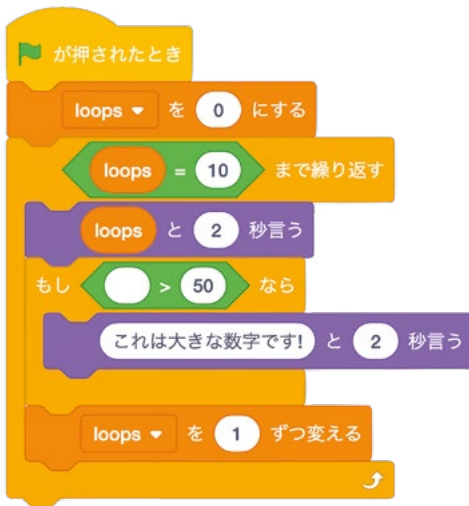 が押されたとき
loops を 0 にする
loops = 10 まで繰り返す
loops と 2 秒言う
もし > 50 なら
これは大きな数字です! と 2 秒言う
loops を 1 ずつ変える